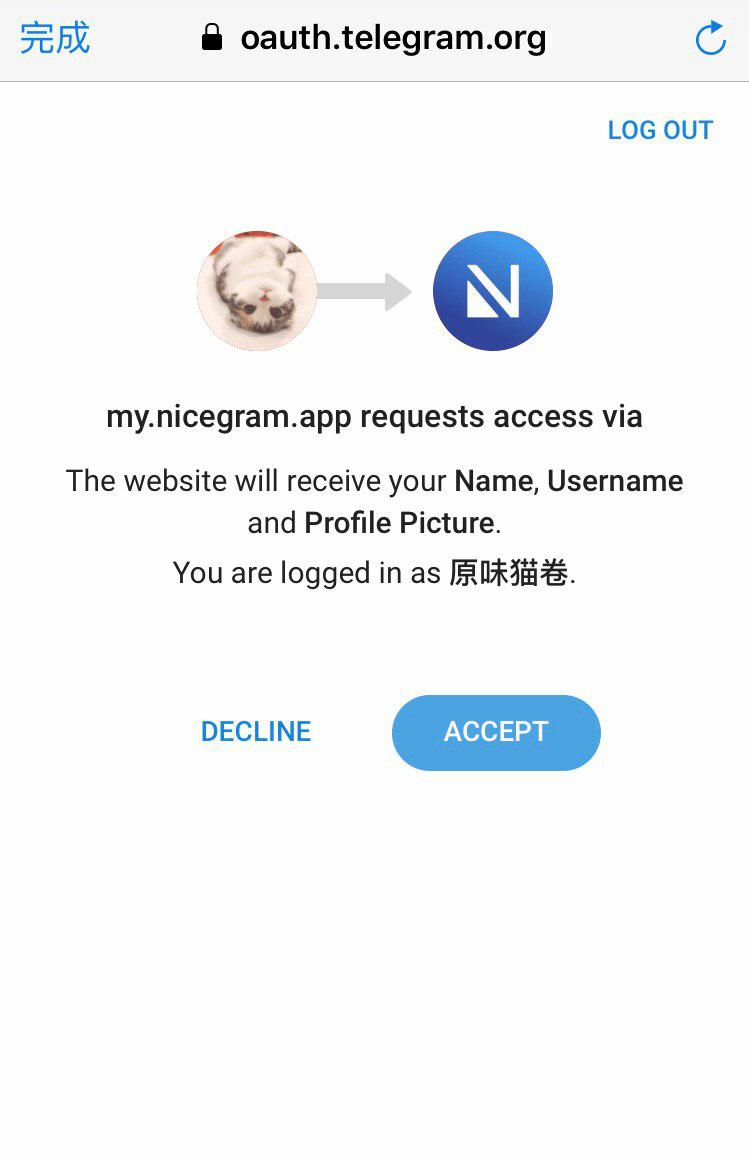 完成
oauth.telegram.org
LOG OUT
my.nicegram.app requests access via
The website will receive your Name, Username
and Profile Picture.
You are logged in as 原味猫卷.
DECLINE
ACCEPT